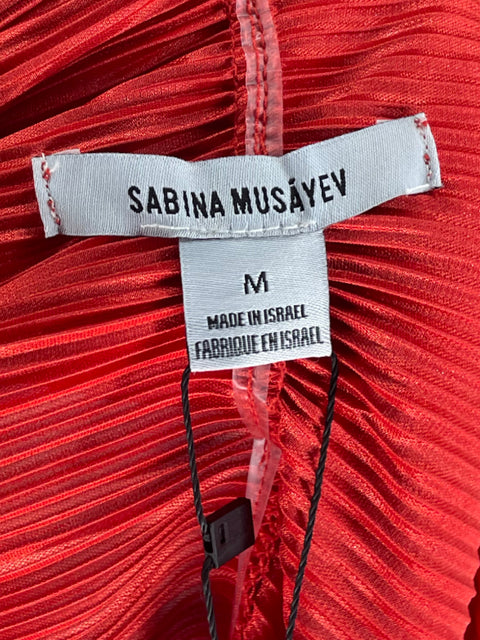 SABINA MUSÁYEV
M
MADE IN ISRAEL
FABRIQUE EN ISRAEL